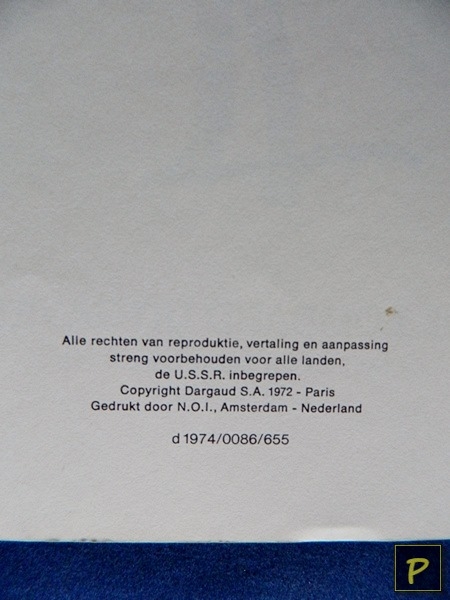 Alle rechten van reproduktie, vertaling en aanpassing
streng voorbehouden voor alle landen,
de U.S.S.R. inbegrepen.
Copyright Dargaud S.A. 1972 - Paris
Gedrukt door N.O.I., Amsterdam - Nederland
d 1974/0086/655
P